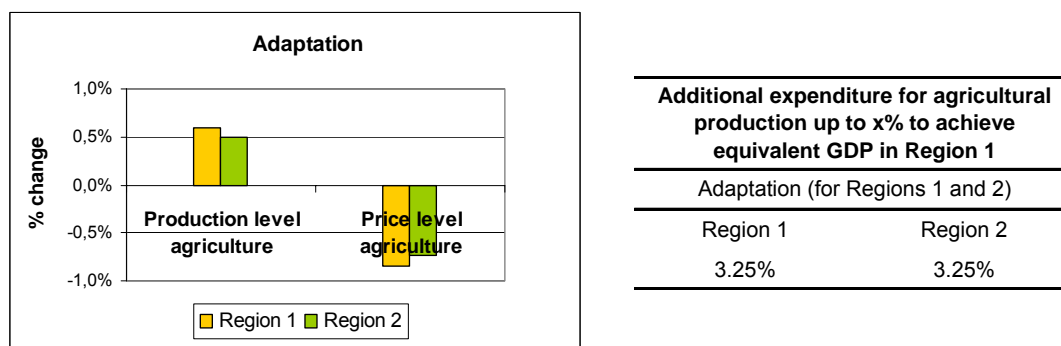 Adaptation
% change
1,0%
0,5%
0,0%
-0,5%
-1,0%
Production level
agriculture
Price level
agriculture
Region 1
Region 2
Additional expenditure for agricultural
production up to x% to achieve
equivalent GDP in Region 1
Adaptation (for Regions 1 and 2)
Region 1 Region 2
3.25% 3.25%